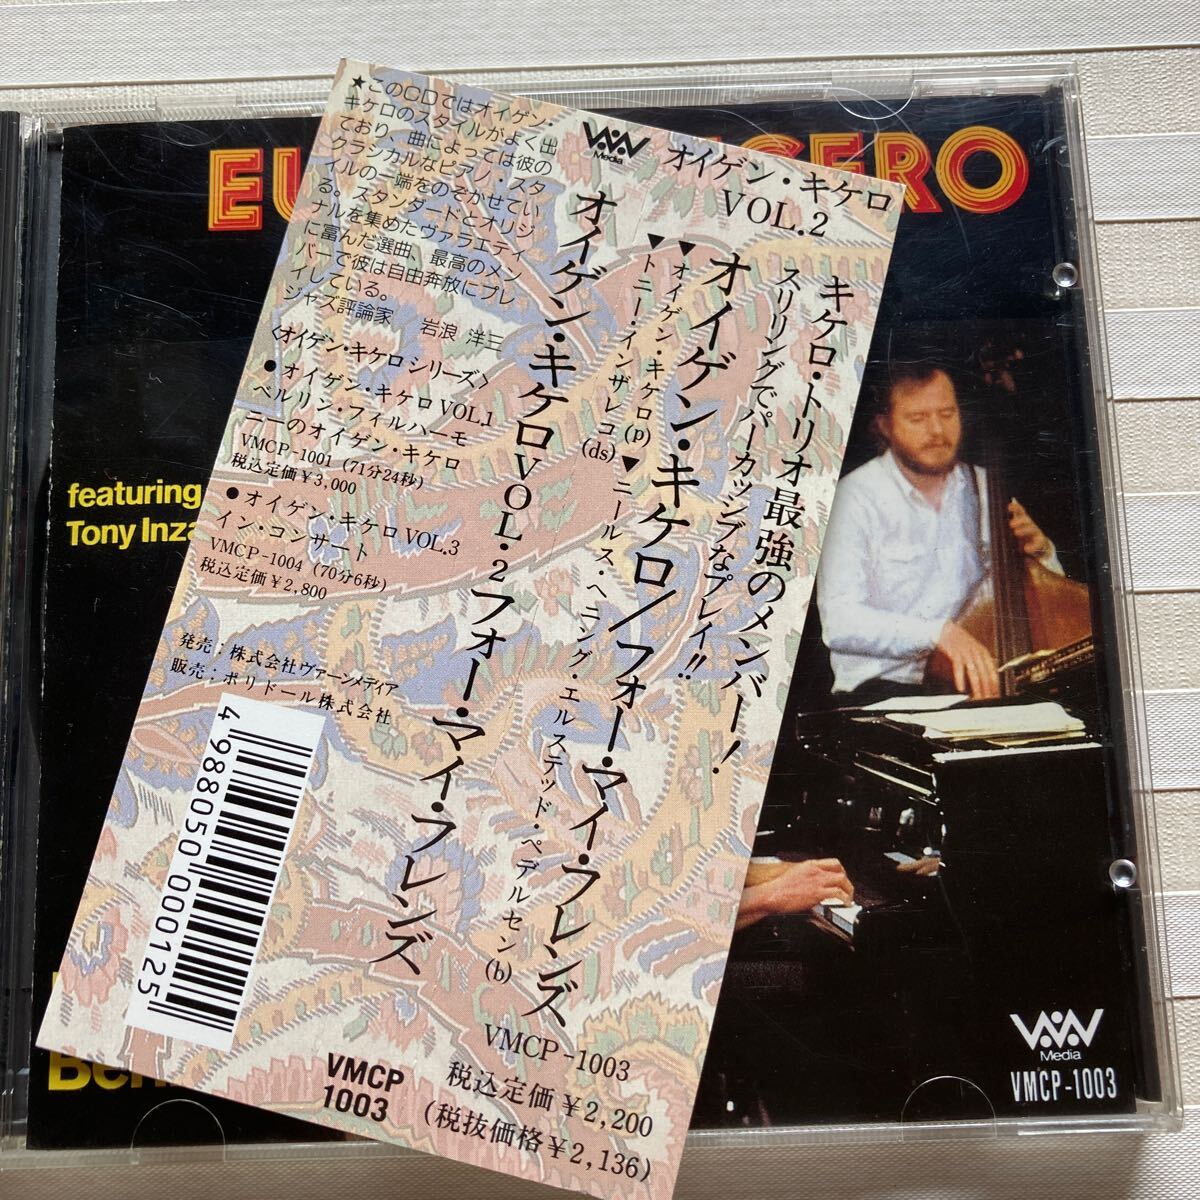 EU
CERO
featuring
Tony Inza
Media
VMCP-1003
Media
オイゲン・キケロ
VOL.2
キケロ・トリオ最強のメンバー!
スリリングでパーカッシブなプレイ!!
オイゲン・キケロ/フォー・マイ・フレンズ
▼オイゲン・キケロ(p)▼ニールス・ヘニング・エルステッド・ペデルセン(b)
▼トニー・インザレコ(ds)
VMCP-1003
税込定価¥2,200
(税抜価格¥2,136)
オイゲン・キケロVOL・2フォー・マイ・フレンズ
VMCP
1003
★このCDではオイゲン
キケロのスタイルがよく出
ており、曲によっては彼の
クラシカルなピアノ・スタ
イルの一端をのぞかせてい
る。スタンダードとオリジ
ナルを集めたヴァラエティ
に富んだ選曲、最高のメン
バーで彼は自由奔放にプレ
イしている。
ジャズ評論家 岩浪 洋三
〈オイゲン・キケロ シリーズ〉
●オイゲン・キケロ VOL.1
ベルリン・フィルハーモ
ニーのオイゲン・キケロ
VMCP-1001 (71分24秒)
税込定価¥3,000
●オイゲン・キケロ VOL.3
イン・コンサート
VMCP-1004 (70分6秒)
税込定価¥2,800
発売:株式会社ヴァーンメディア
販売:ポリドール株式会社
4 988050 000125